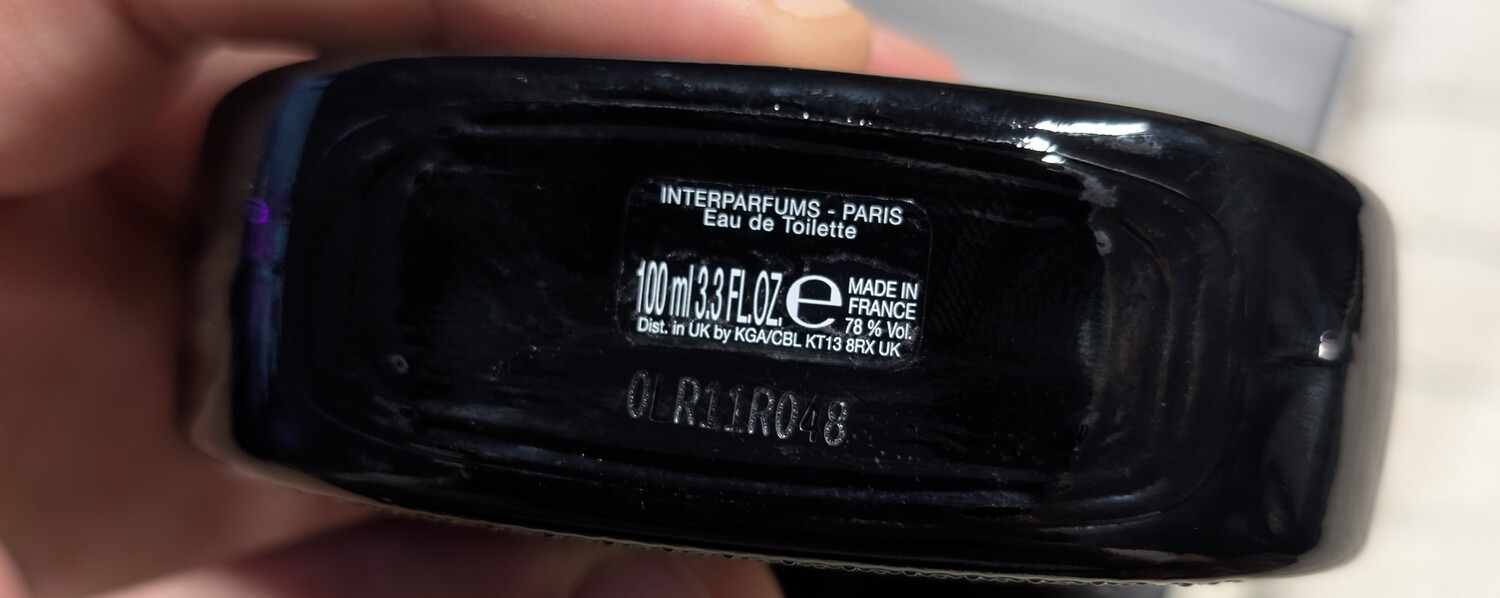 INTERPARFUMS - PARIS
Eau de Toilette
100 ml 3.3 FL.OZ. e
MADE IN
FRANCE
78 % Vol.
Dist. in UK by KGA/CBL KT13 8RX UK
0LR11R048